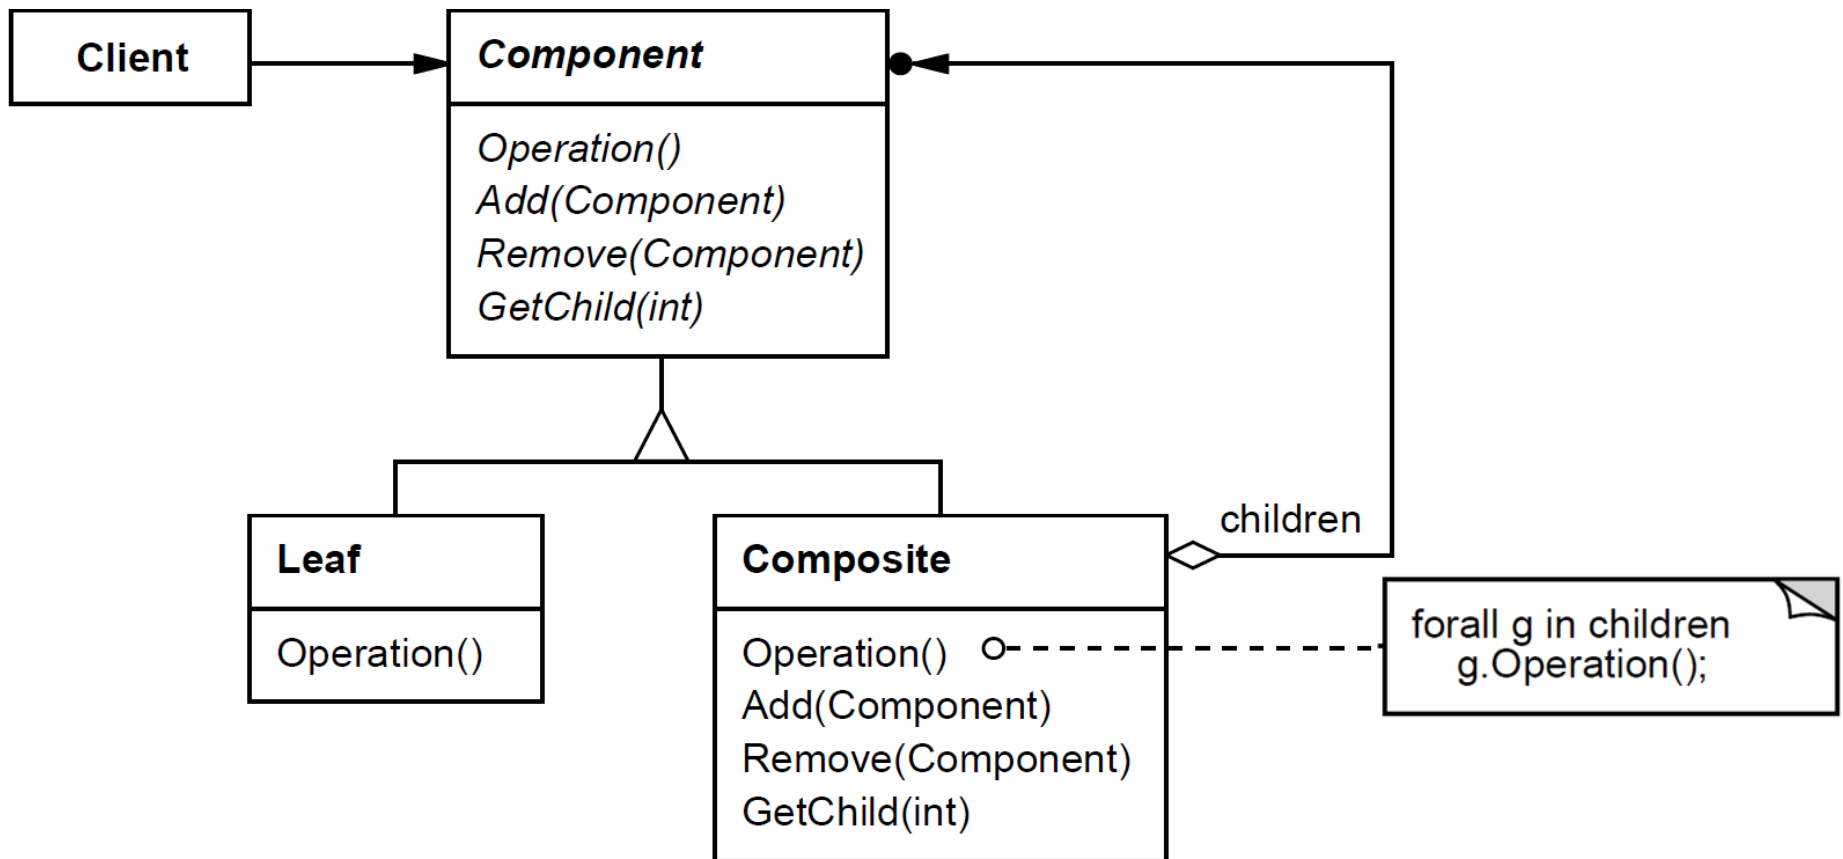 Client
Component
Operation()
Add(Component)
Remove(Component)
GetChild(int)
Leaf
Operation()
Composite
Operation()
Add(Component)
Remove(Component)
GetChild(int)
children
forall g in children
g.Operation();